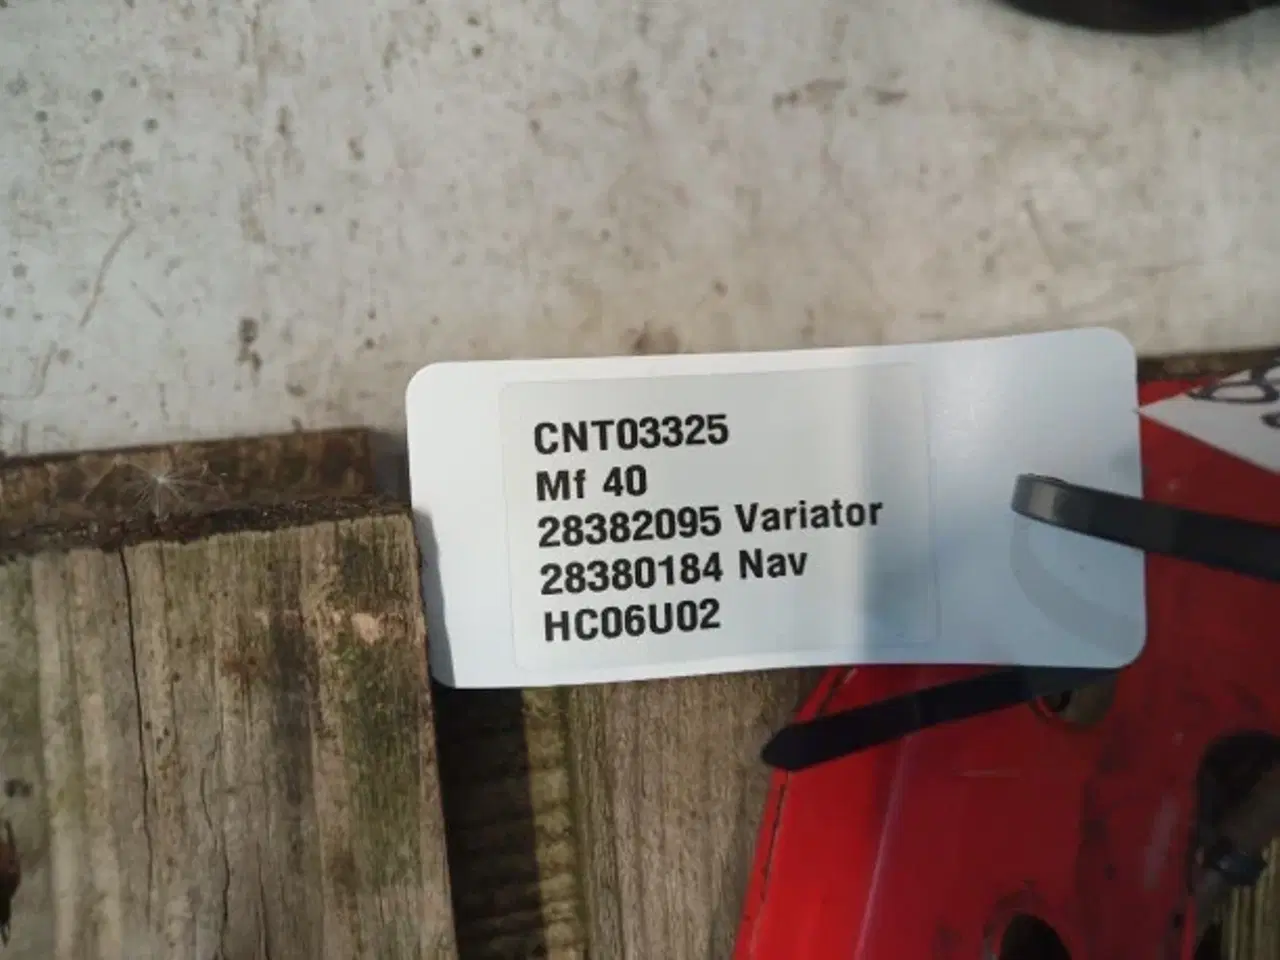 CNT03325
Mf 40
28382095 Variator
28380184 Nav
HC06U02